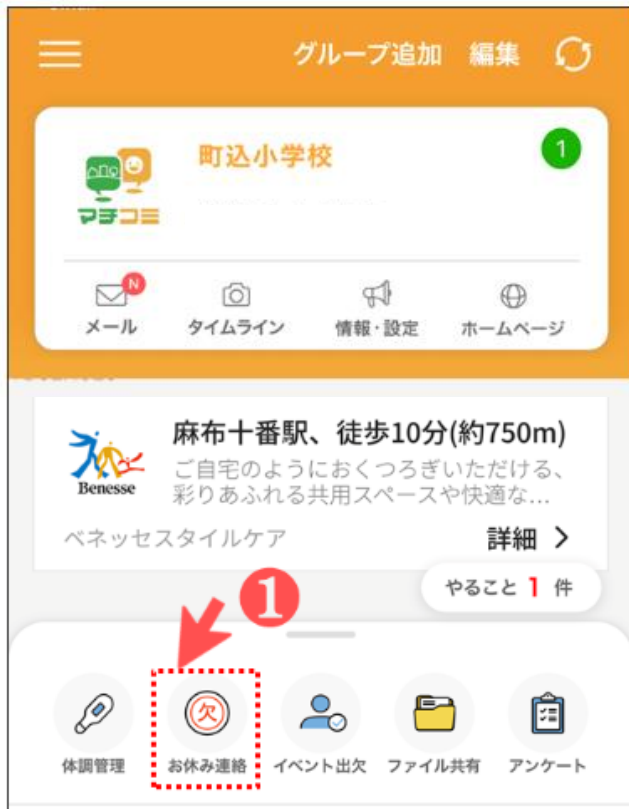 グループ追加 編集
町込小学校
1
マチコミ
N
メール タイムライン 情報・設定 ホームページ
麻布十番駅、徒歩10分(約750m)
ご自宅のようにおくつろぎいただける、
彩りあふれる共用スペースや快適な...
Benesse
ベネッセスタイルケア 詳細 >
やること 1 件
1
欠
体調管理 お休み連絡 イベント出欠 ファイル共有 アンケート